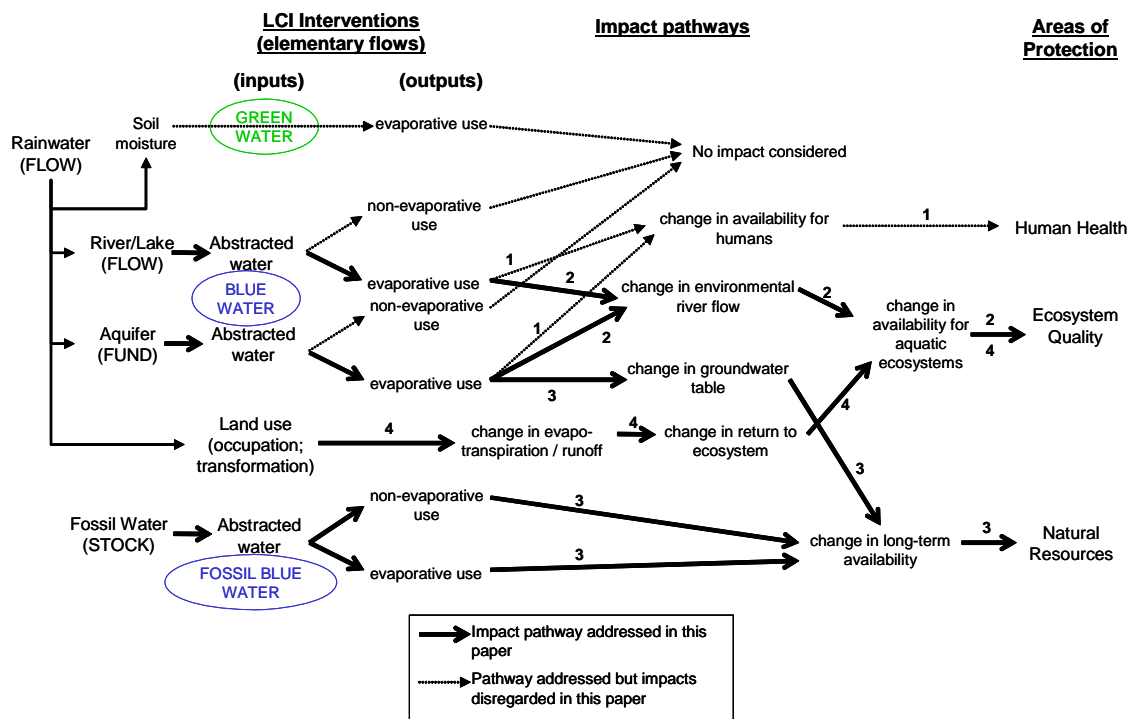 LCI Interventions
(elementary flows)
Impact pathways
Areas of
Protection
(inputs)
(outputs)
Rainwater
(FLOW)
Soil
moisture
GREEN
WATER
evaporative use
No impact considered
non-evaporative
use
River/Lake
(FLOW)
Abstracted
water
evaporative use
BLUE
WATER
1
2
change in availability for
humans
1
Human Health
change in environmental
river flow
2
change in
availability for
aquatic
ecosystems
2
4
Ecosystem
Quality
non-evaporative
use
Aquifer
(FUND)
Abstracted
water
evaporative use
1
2
3
change in groundwater
table
Land use
(occupation;
transformation)
4
change in evapo-
transpiration / runoff
4
change in return to
ecosystem
4
3
Fossil Water
(STOCK)
Abstracted
water
FOSSIL BLUE
WATER
non-evaporative
use
3
evaporative use
3
change in long-term
availability
3
Natural
Resources
Impact pathway addressed in this
paper
Pathway addressed but impacts
disregarded in this paper